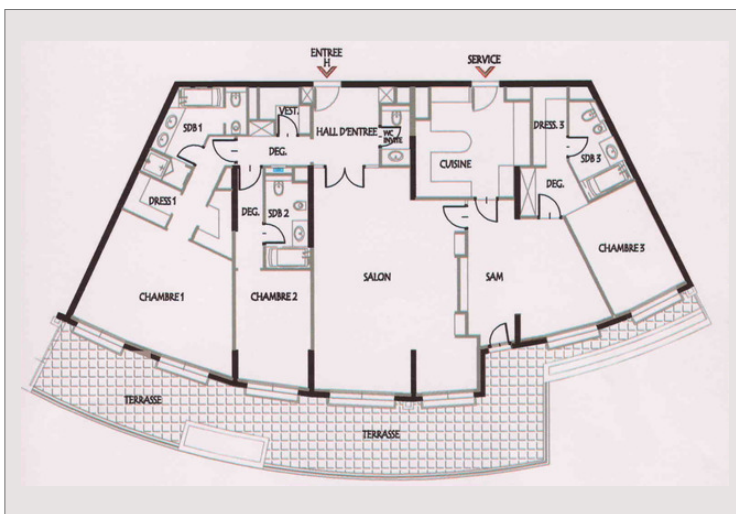 ENTREE
H
SERVICE
VEST.
SDB 1
HALL D'ENTREE
WC
INVITE
DRESS. 3
DEG.
CUISINE
SDB 3
DEG.
DRESS 1
DEG.
SDB 2
CHAMBRE 3
CHAMBRE 1
CHAMBRE 2
SALON
SAM
TERRASSE
TERRASSE